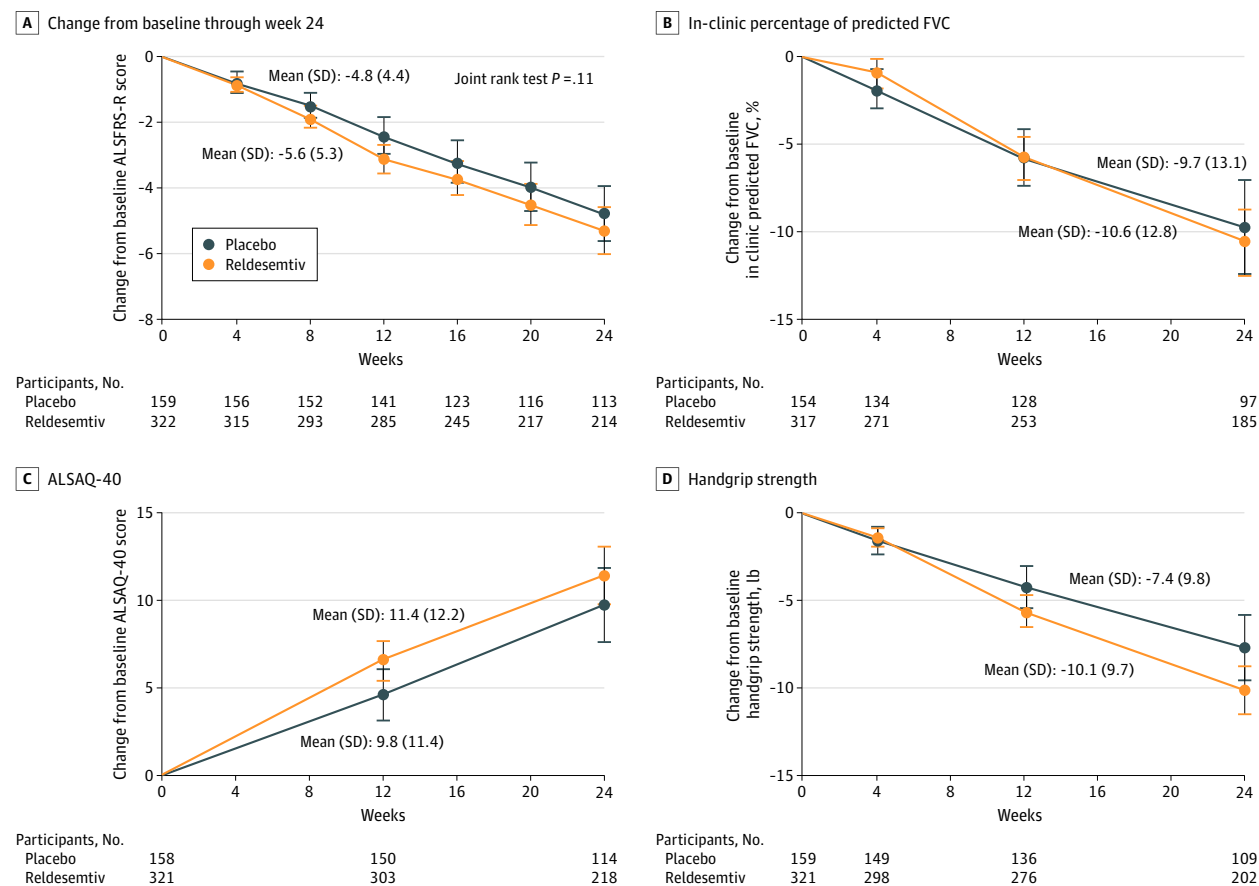 A Change from baseline through week 24
Change from baseline ALSFRS-R score
0
-2
-4
-6
-8
Mean (SD): -4.8 (4.4)
Joint rank test P = .11
Mean (SD): -5.6 (5.3)
Placebo
Reldesemtiv
0 4 8 12 16 20 24
Weeks
Participants, No.
Placebo 159 156 152 141 123 116 113
Reldesemtiv 322 315 293 285 245 217 214
B In-clinic percentage of predicted FVC
Change from baseline
in clinic predicted FVC, %
0
-5
-10
-15
Mean (SD): -9.7 (13.1)
Mean (SD): -10.6 (12.8)
0 4 8 12 16 20 24
Weeks
Participants, No.
Placebo 154 134 128 97
Reldesemtiv 317 271 253 185
C ALSAQ-40
Change from baseline ALSAQ-40 score
15
10
5
0
Mean (SD): 11.4 (12.2)
Mean (SD): 9.8 (11.4)
0 4 8 12 16 20 24
Weeks
Participants, No.
Placebo 158 150 114
Reldesemtiv 321 303 218
D Handgrip strength
Change from baseline
handgrip strength, lb
0
-5
-10
-15
Mean (SD): -7.4 (9.8)
Mean (SD): -10.1 (9.7)
0 4 8 12 16 20 24
Weeks
Participants, No.
Placebo 159 149 136 109
Reldesemtiv 321 298 276 202